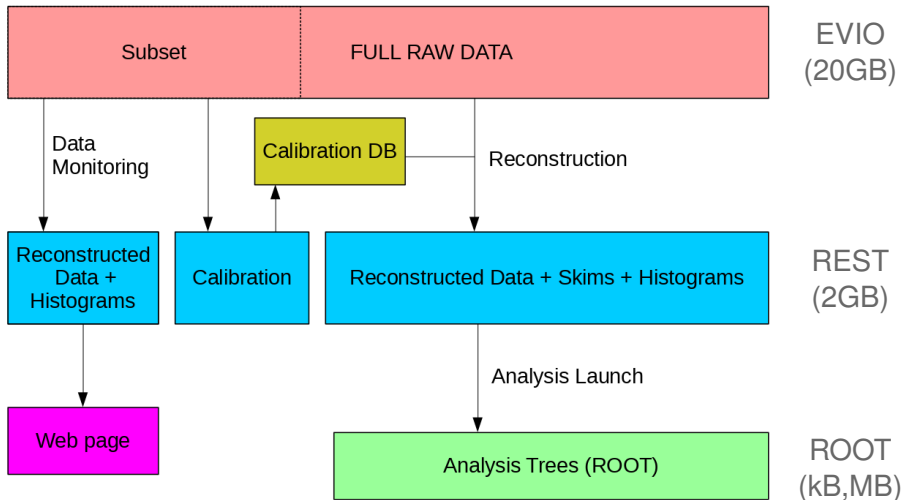 Subset
FULL RAW DATA
EVIO
(20GB)
Data
Monitoring
Calibration DB
Reconstruction
Reconstructed
Data +
Histograms
Calibration
Reconstructed Data + Skims + Histograms
REST
(2GB)
Analysis Launch
Web page
Analysis Trees (ROOT)
ROOT
(kB,MB)